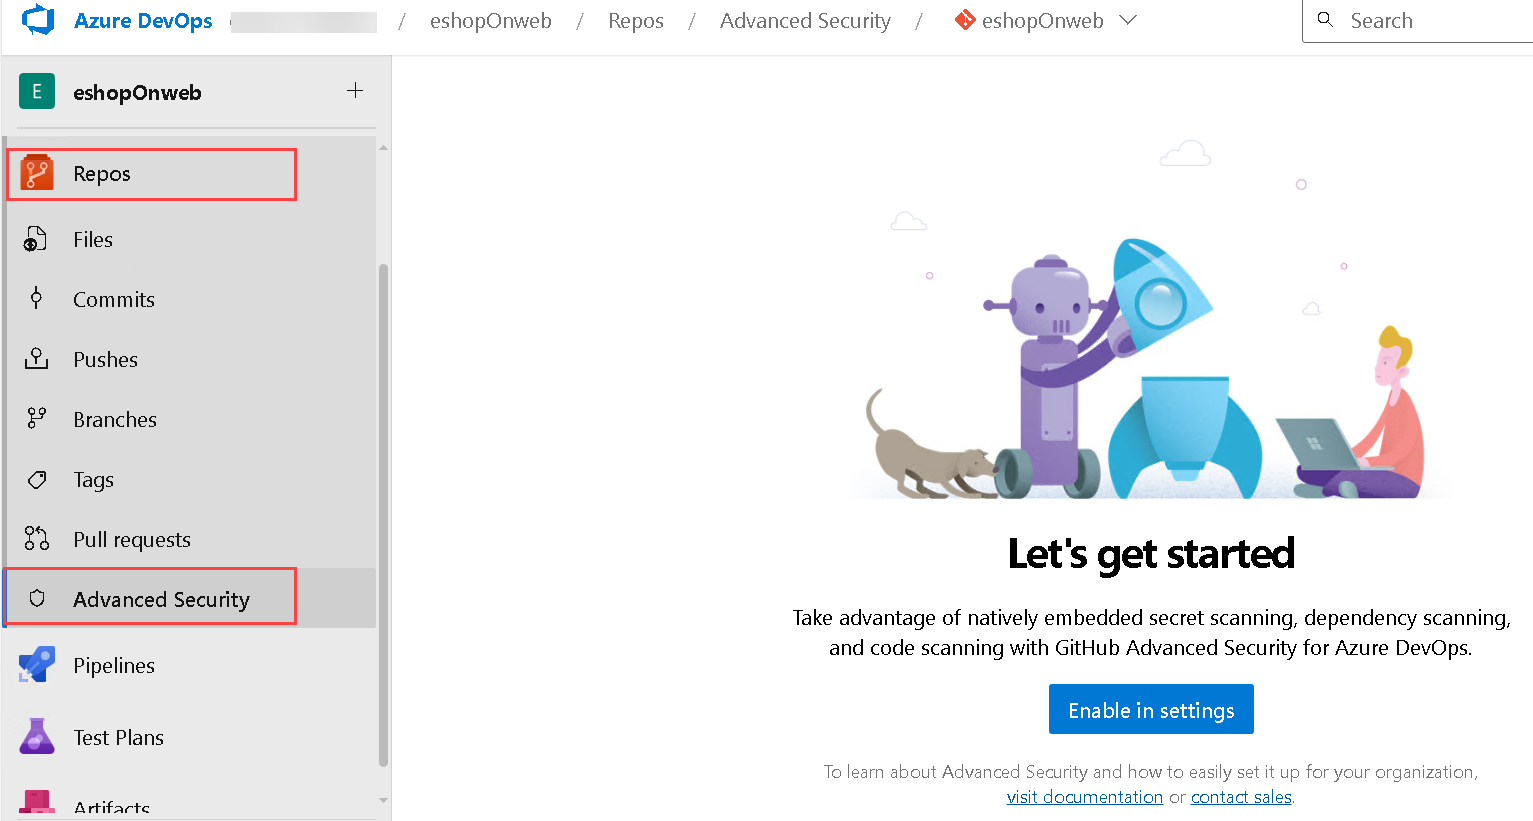 Azure DevOps / eshopOnweb / Repos / Advanced Security / eshopOnweb
Search
E eshopOnweb +
Repos
Files
Commits
Pushes
Branches
Tags
Pull requests
Advanced Security
Pipelines
Test Plans
Artifacts
Let's get started
Take advantage of natively embedded secret scanning, dependency scanning,
and code scanning with GitHub Advanced Security for Azure DevOps.
Enable in settings
To learn about Advanced Security and how to easily set it up for your organization,
visit documentation or contact sales.